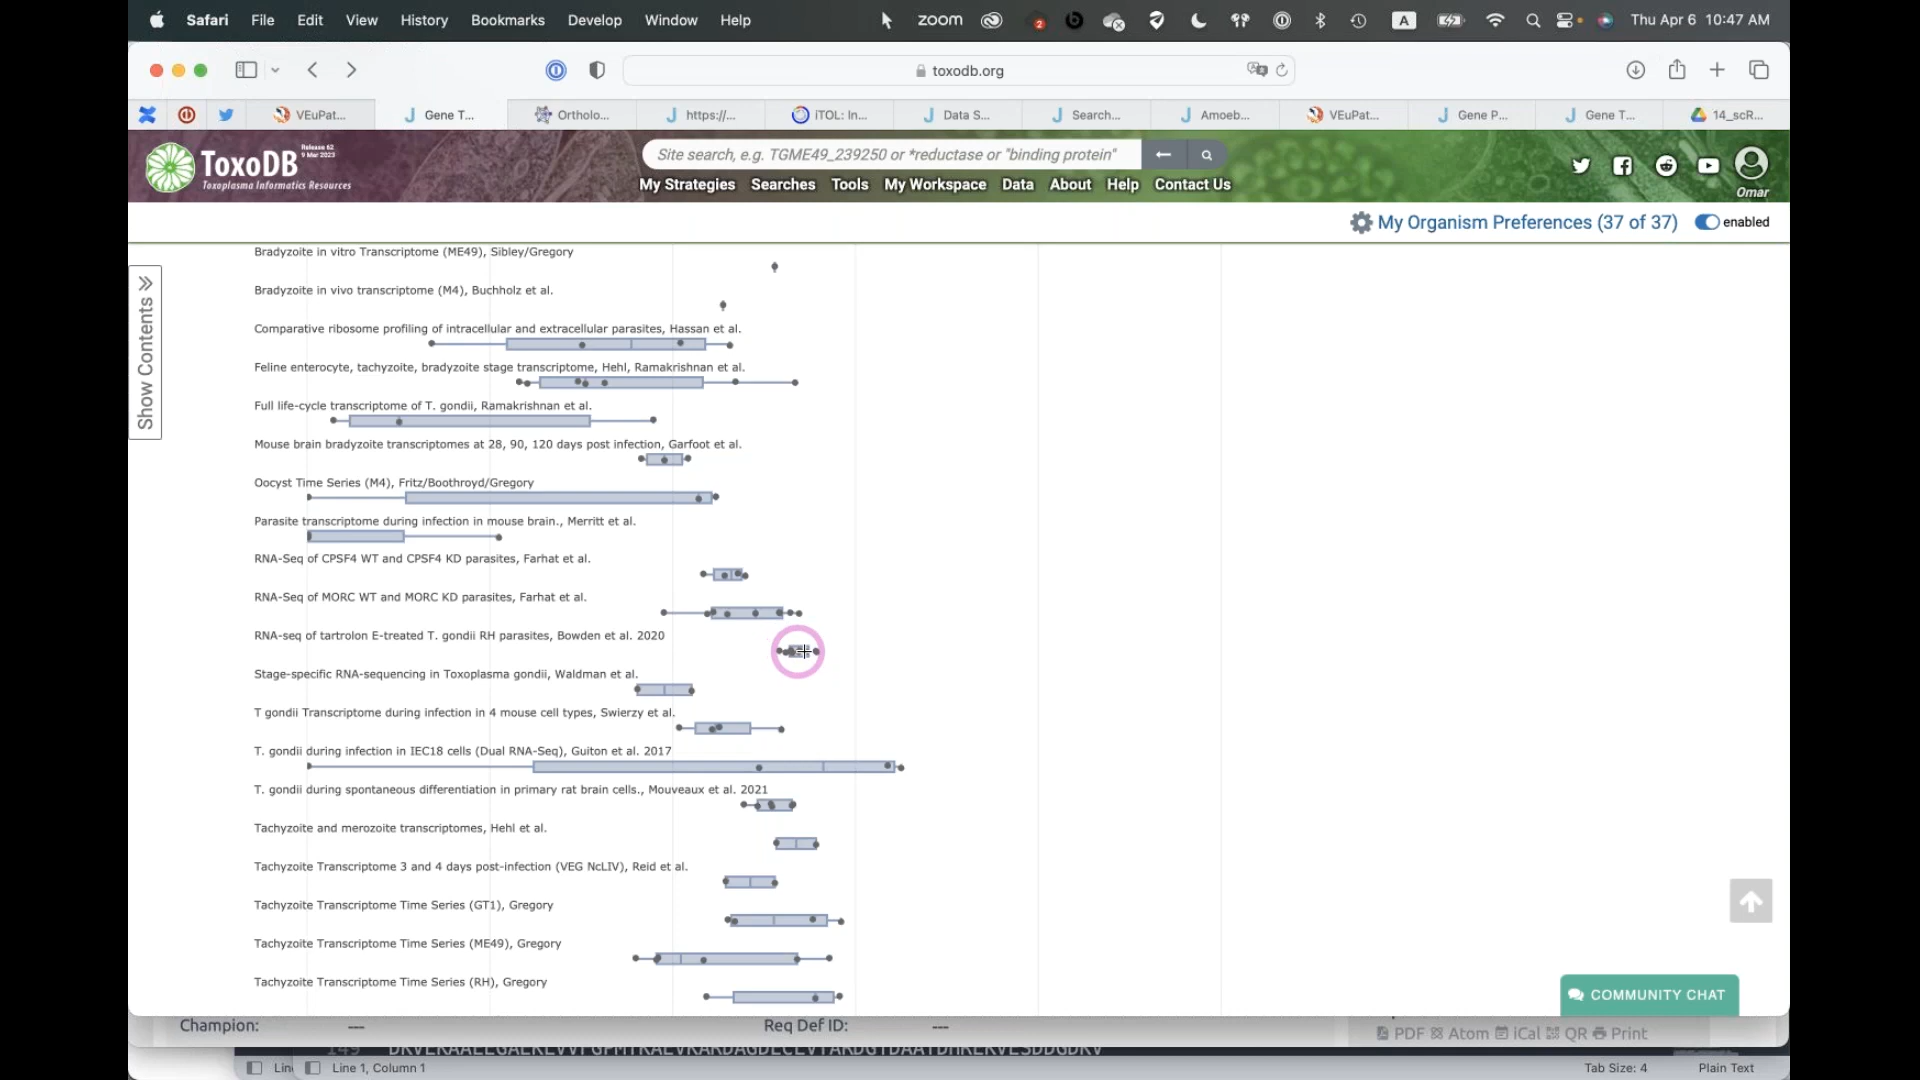 Safari File Edit View History Bookmarks Develop Window Help zoom 2 A Thu Apr 6 10:47 AM
toxodb.org
VEuPat... Gene T... Ortholo... https://... iTOL: In... Data S... Search... Amoeb... VEuPat... Gene P... Gene T... 14_scR...
ToxoDB Release 62
9 Mar 2023
Toxoplasma Informatics Resources
Site search, e.g. TGME49_239250 or *reductase or "binding protein"
My Strategies Searches Tools My Workspace Data About Help Contact Us
Omar
My Organism Preferences (37 of 37) enabled
Show Contents
Bradyzoite in vitro Transcriptome (ME49), Sibley/Gregory
Bradyzoite in vivo transcriptome (M4), Buchholz et al.
Comparative ribosome profiling of intracellular and extracellular parasites, Hassan et al.
Feline enterocyte, tachyzoite, bradyzoite stage transcriptome, Hehl, Ramakrishnan et al.
Full life-cycle transcriptome of T. gondii, Ramakrishnan et al.
Mouse brain bradyzoite transcriptomes at 28, 90, 120 days post infection, Garfoot et al.
Oocyst Time Series (M4), Fritz/Boothroyd/Gregory
Parasite transcriptome during infection in mouse brain., Merritt et al.
RNA-Seq of CPSF4 WT and CPSF4 KD parasites, Farhat et al.
RNA-Seq of MORC WT and MORC KD parasites, Farhat et al.
RNA-seq of tartrolon E-treated T. gondii RH parasites, Bowden et al. 2020
Stage-specific RNA-sequencing in Toxoplasma gondii, Waldman et al.
T gondii Transcriptome during infection in 4 mouse cell types, Swierzy et al.
T. gondii during infection in IEC18 cells (Dual RNA-Seq), Guiton et al. 2017
T. gondii during spontaneous differentiation in primary rat brain cells., Mouveaux et al. 2021
Tachyzoite and merozoite transcriptomes, Hehl et al.
Tachyzoite Transcriptome 3 and 4 days post-infection (VEG NcLIV), Reid et al.
Tachyzoite Transcriptome Time Series (GT1), Gregory
Tachyzoite Transcriptome Time Series (ME49), Gregory
Tachyzoite Transcriptome Time Series (RH), Gregory
COMMUNITY CHAT
Champion: --- Req Def ID: ---
PDF Atom iCal QR Print
Lin Line 1, Column 1 Tab Size: 4 Plain Text